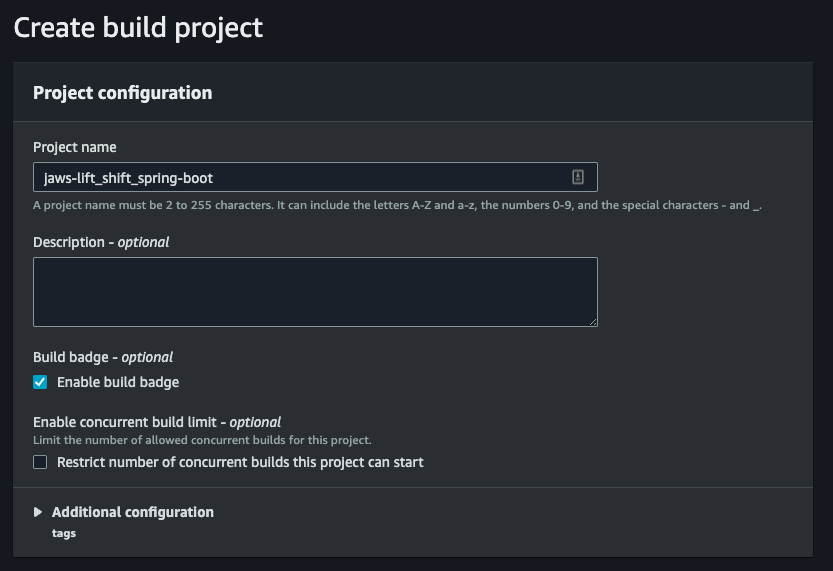 Create build project
Project configuration
Project name
jaws-lift_shift_spring-boot
A project name must be 2 to 255 characters. It can include the letters A-Z and a-z, the numbers 0-9, and the special characters - and _.
Description - optional
Build badge - optional
Enable build badge
Enable concurrent build limit - optional
Limit the number of allowed concurrent builds for this project.
Restrict number of concurrent builds this project can start
Additional configuration
tags